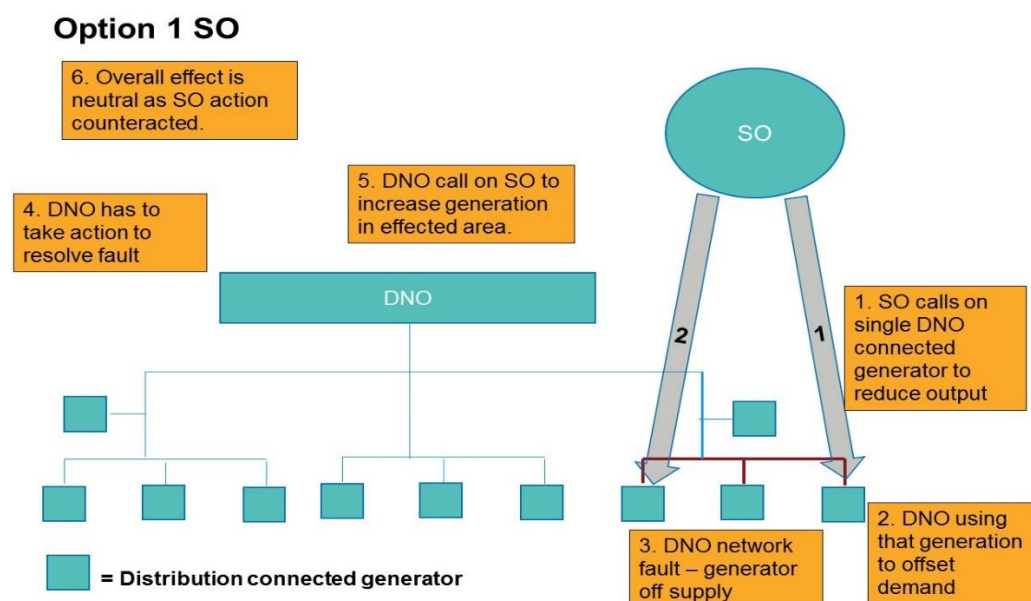 Option 1 SO
6. Overall effect is
neutral as SO action
counteracted.
SO
5. DNO call on SO to
increase generation
in effected area.
4. DNO has to
take action to
resolve fault
DNO
2
1
1. SO calls on
single DNO
connected
generator to
reduce output
2. DNO using
that generation
to offset
demand
3. DNO network
fault – generator
off supply
= Distribution connected generator